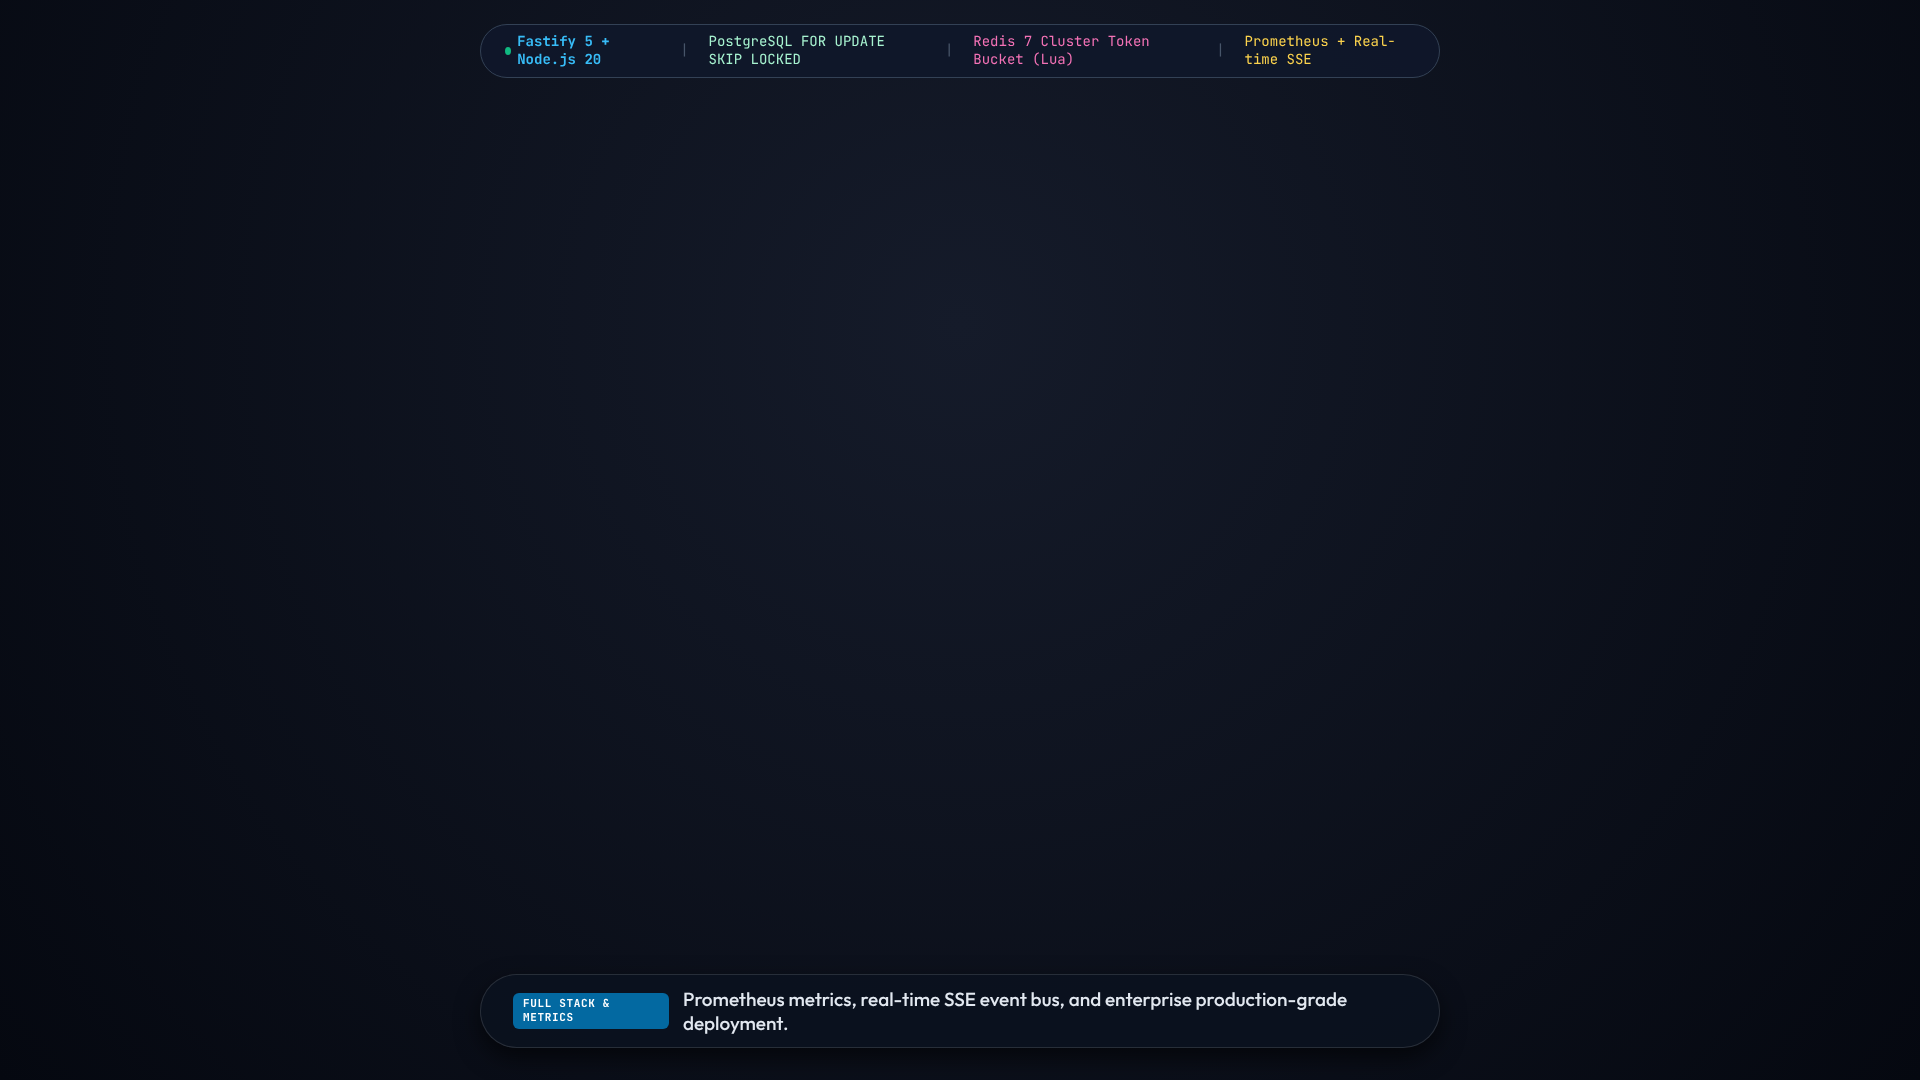 Fastify 5 +
Node.js 20
|
PostgreSQL FOR UPDATE
SKIP LOCKED
|
Redis 7 Cluster Token
Bucket (Lua)
|
Prometheus + Real-
time SSE
FULL STACK &
METRICS
Prometheus metrics, real-time SSE event bus, and enterprise production-grade
deployment.